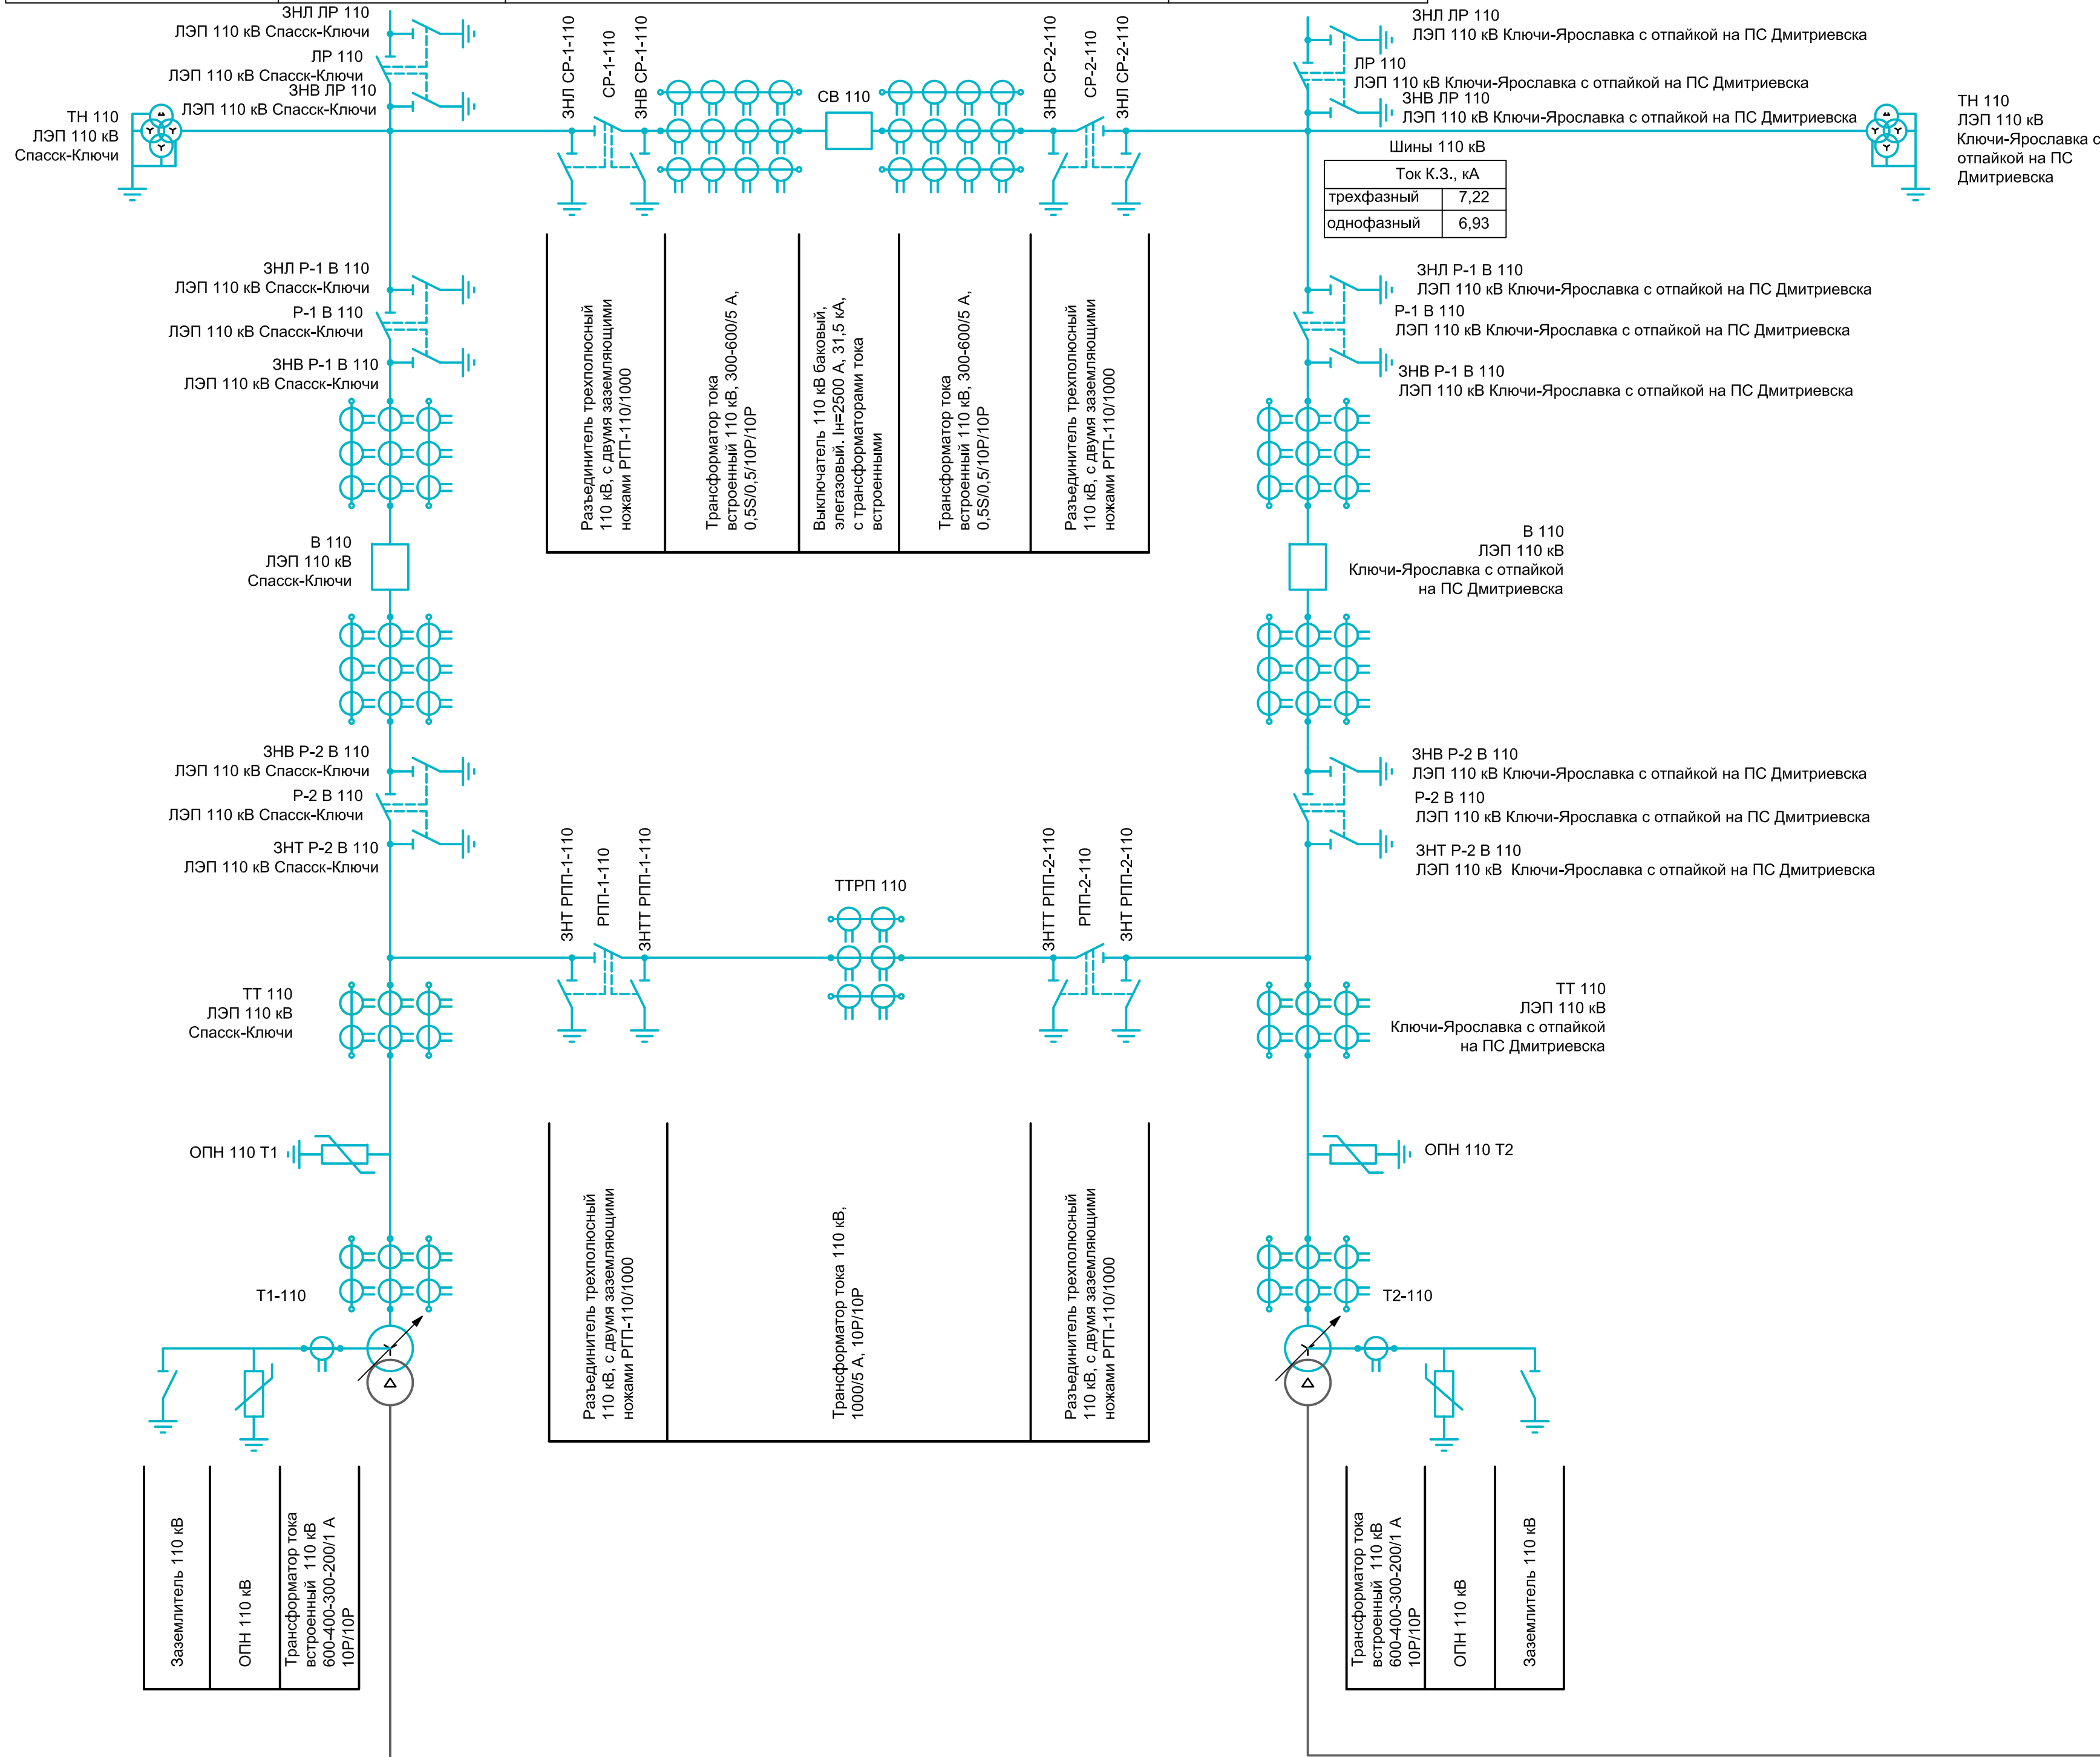 ЗНЛ ЛР 110
ЛЭП 110 кВ Спасск-Ключи
ЛР 110
ЛЭП 110 кВ Спасск-Ключи
ЗНВ ЛР 110
ЛЭП 110 кВ Спасск-Ключи
ТН 110
ЛЭП 110 кВ
Спасск-Ключи
ЗНЛ СР-1-110
СР-1-110
ЗНВ СР-1-110
СВ 110
ЗНВ СР-2-110
СР-2-110
ЗНЛ СР-2-110
ЗНЛ ЛР 110
ЛЭП 110 кВ Ключи-Ярославка с отпайкой на ПС Дмитриевска
ЛР 110
ЛЭП 110 кВ Ключи-Ярославка с отпайкой на ПС Дмитриевска
ЗНВ ЛР 110
ЛЭП 110 кВ Ключи-Ярославка с отпайкой на ПС Дмитриевска
ТН 110
ЛЭП 110 кВ
Ключи-Ярославка с
отпайкой на ПС
Дмитриевска
Шины 110 кВ
Ток К.З., кА
трехфазный 7,22
однофазный 6,93
ЗНЛ Р-1 В 110
ЛЭП 110 кВ Спасск-Ключи
Р-1 В 110
ЛЭП 110 кВ Спасск-Ключи
ЗНВ Р-1 В 110
ЛЭП 110 кВ Спасск-Ключи
Разъединитель трехполюсный
110 кВ, с двумя заземляющими
ножами РГП-110/1000
Трансформатор тока
встроенный 110 кВ, 300-600/5 А,
0,5S/0,5/10Р/10Р
Выключатель 110 кВ баковый,
элегазовый. Iн=2500 А, 31,5 кА,
с трансформаторами тока
встроенными
Трансформатор тока
встроенный 110 кВ, 300-600/5 А,
0,5S/0,5/10Р/10Р
Разъединитель трехполюсный
110 кВ, с двумя заземляющими
ножами РГП-110/1000
ЗНЛ Р-1 В 110
ЛЭП 110 кВ Ключи-Ярославка с отпайкой на ПС Дмитриевска
Р-1 В 110
ЛЭП 110 кВ Ключи-Ярославка с отпайкой на ПС Дмитриевска
ЗНВ Р-1 В 110
ЛЭП 110 кВ Ключи-Ярославка с отпайкой на ПС Дмитриевска
В 110
ЛЭП 110 кВ
Спасск-Ключи
В 110
ЛЭП 110 кВ
Ключи-Ярославка с отпайкой
на ПС Дмитриевска
ЗНВ Р-2 В 110
ЛЭП 110 кВ Спасск-Ключи
Р-2 В 110
ЛЭП 110 кВ Спасск-Ключи
ЗНТ Р-2 В 110
ЛЭП 110 кВ Спасск-Ключи
ЗНВ Р-2 В 110
ЛЭП 110 кВ Ключи-Ярославка с отпайкой на ПС Дмитриевска
Р-2 В 110
ЛЭП 110 кВ Ключи-Ярославка с отпайкой на ПС Дмитриевска
ЗНТ Р-2 В 110
ЛЭП 110 кВ Ключи-Ярославка с отпайкой на ПС Дмитриевска
ЗНТ РПП-1-110
РПП-1-110
ЗНТТ РПП-1-110
ТТРП 110
ЗНТТ РПП-2-110
РПП-2-110
ЗНТ РПП-2-110
ТТ 110
ЛЭП 110 кВ
Спасск-Ключи
ТТ 110
ЛЭП 110 кВ
Ключи-Ярославка с отпайкой
на ПС Дмитриевска
ОПН 110 Т1
ОПН 110 Т2
Разъединитель трехполюсный
110 кВ, с двумя заземляющими
ножами РГП-110/1000
Трансформатор тока 110 кВ,
1000/5 А, 10Р/10Р
Разъединитель трехполюсный
110 кВ, с двумя заземляющими
ножами РГП-110/1000
Т1-110
Т2-110
Заземлитель 110 кВ
ОПН 110 кВ
Трансформатор тока
встроенный 110 кВ
600-400-300-200/1 А
10Р/10Р
Трансформатор тока
встроенный 110 кВ
600-400-300-200/1 А
10Р/10Р
ОПН 110 кВ
Заземлитель 110 кВ